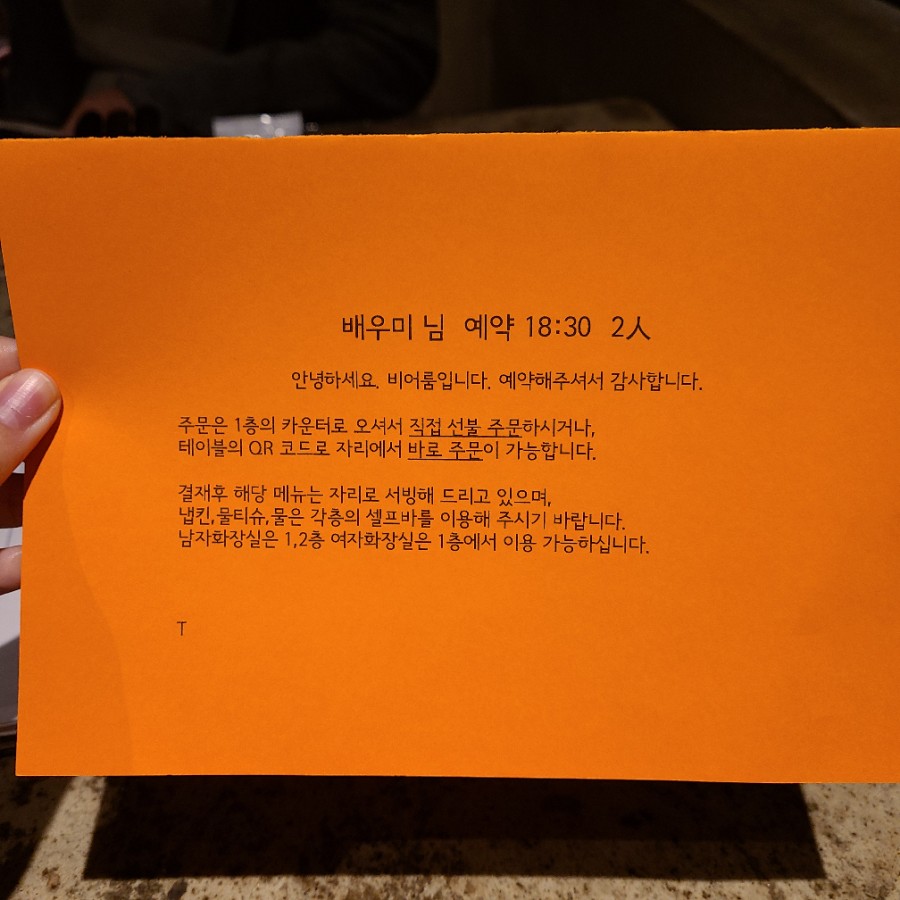 배우미 님 예약 18:30 2人
안녕하세요. 비어룸입니다. 예약해주셔서 감사합니다.
주문은 1층의 카운터로 오셔서 직접 선불 주문하시거나,
테이블의 QR 코드로 자리에서 바로 주문이 가능합니다.
결재후 해당 메뉴는 자리로 서빙해 드리고 있으며,
냅킨,물티슈,물은 각층의 셀프바를 이용해 주시기 바랍니다.
남자화장실은 1,2층 여자화장실은 1층에서 이용 가능하십니다.
T